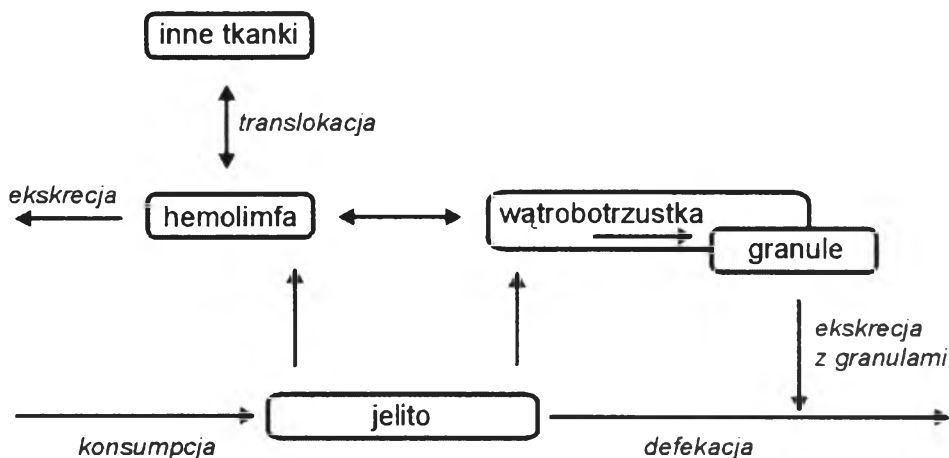 inne tkanki
translokacja
ekskrecja
hemolimfa
wątrobotrzustka
granule
ekskrecja
z granulami
jelito
konsumpcja
defekacja